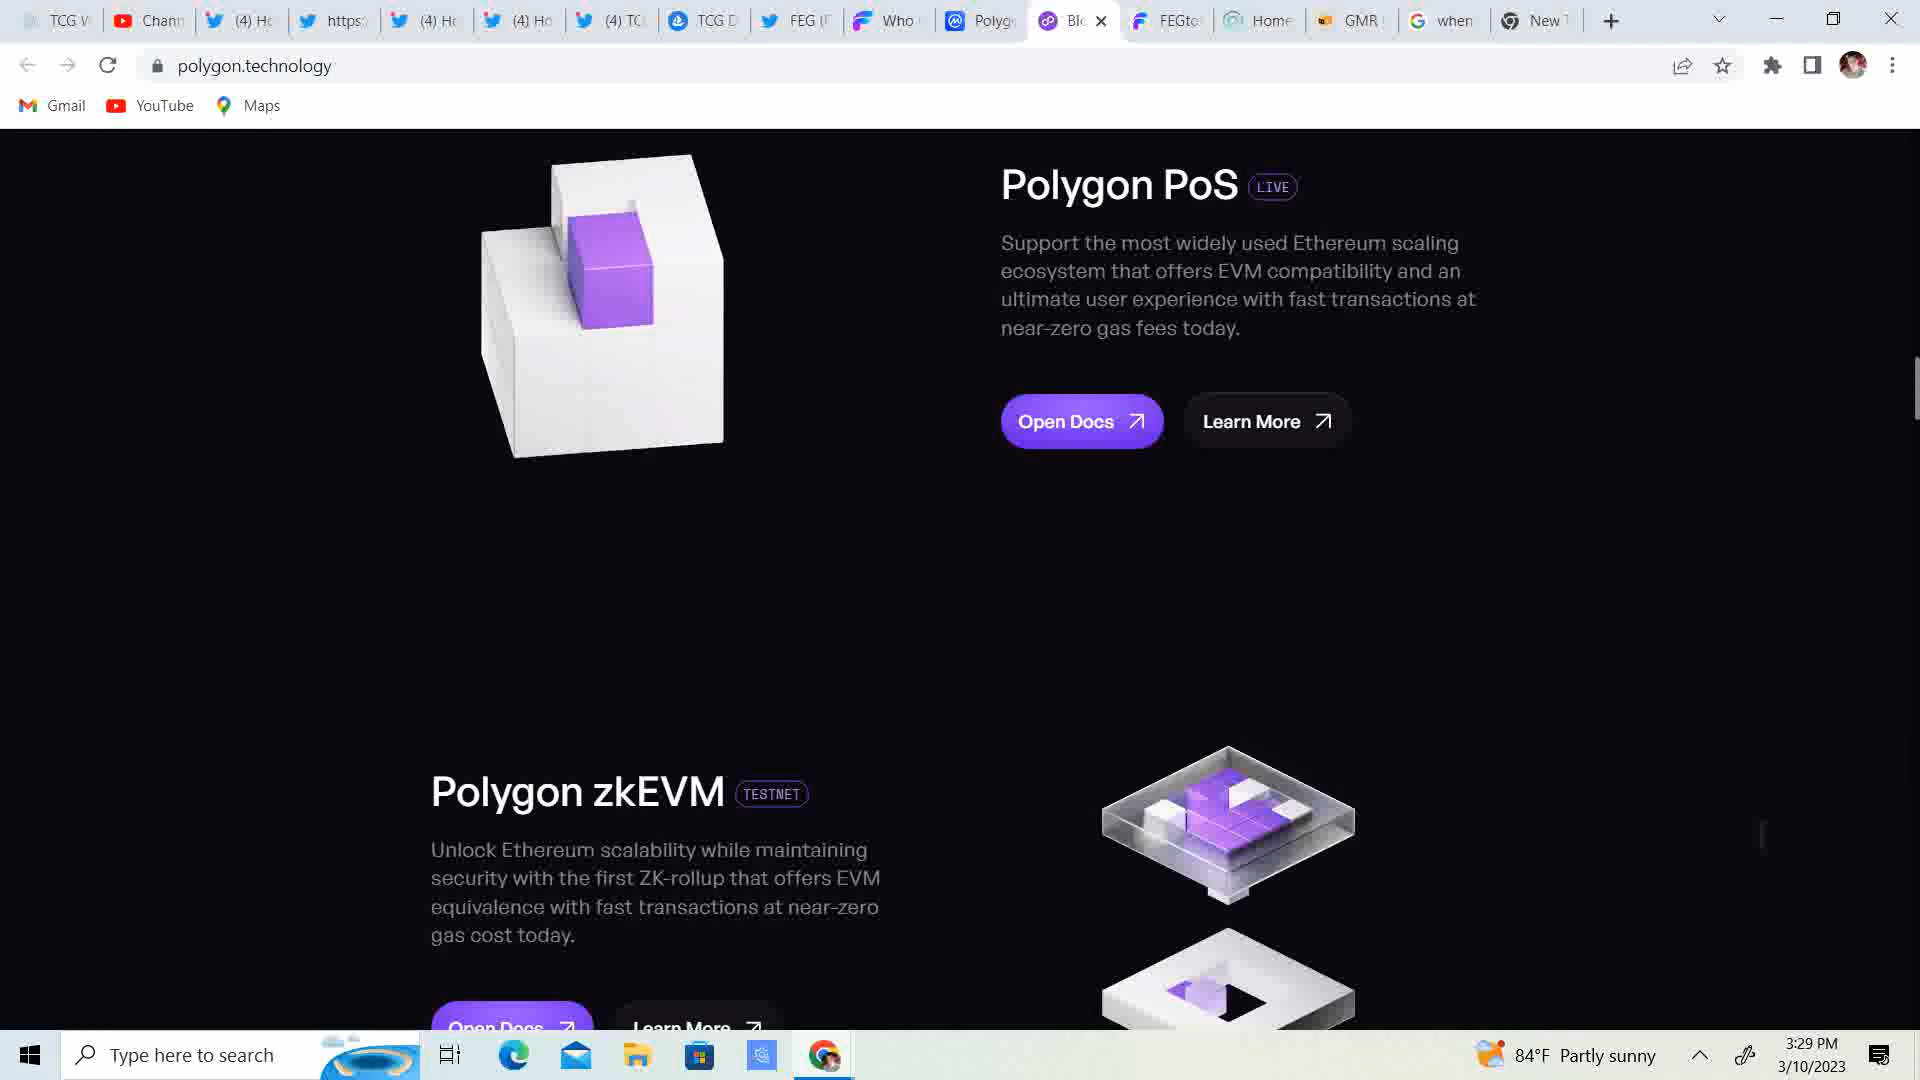 TCG
Chann
(4) Ho
https:
(4) Ho
(4) Ho
(4) TC
TCG D
FEG (
Who
Polyg
Blo
FEGto
Home
GMR
when
New T
polygon.technology
Gmail
YouTube
Maps
Polygon PoS LIVE
Support the most widely used Ethereum scaling
ecosystem that offers EVM compatibility and an
ultimate user experience with fast transactions at
near-zero gas fees today.
Open Docs
Learn More
Polygon zkEVM TESTNET
Unlock Ethereum scalability while maintaining
security with the first ZK-rollup that offers EVM
equivalence with fast transactions at near-zero
gas cost today.
Open Docs
Learn More
Type here to search
84°F Partly sunny
3:29 PM
3/10/2023